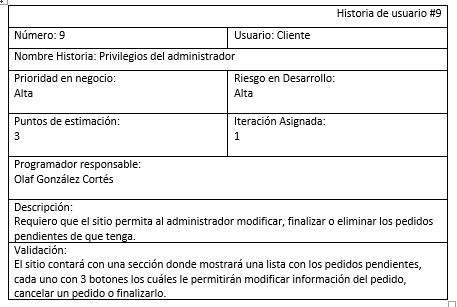 Historia de usuario #9
Número: 9
Usuario: Cliente
Nombre Historia: Privilegios del administrador
Prioridad en negocio:
Alta
Riesgo en Desarrollo:
Alta
Puntos de estimación:
3
Iteración Asignada:
1
Programador responsable:
Olaf González Cortés
Descripción:
Requiero que el sitio permita al administrador modificar, finalizar o eliminar los pedidos
pendientes de que tenga.
Validación:
El sitio contará con una sección donde mostrará una lista con los pedidos pendientes,
cada uno con 3 botones los cuáles le permitirán modificar información del pedido,
cancelar un pedido o finalizarlo.